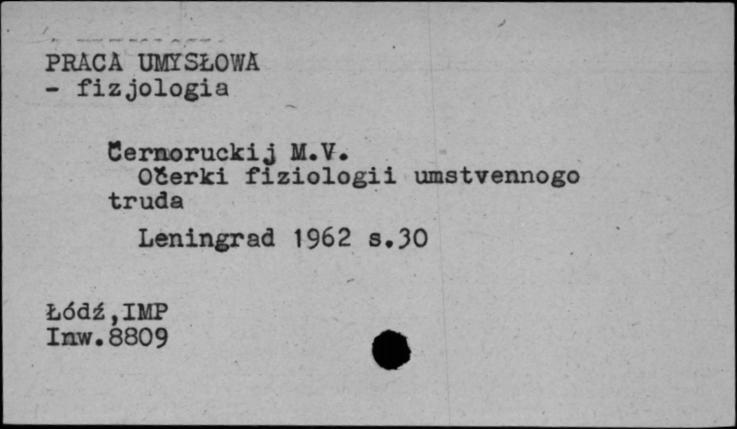 PRACA UMYSŁOWA
- fizjologia
Černoruckij M.V.
Očerki fiziologii umstvennogo
truda
Leningrad 1962 s.30
Łódź,IMP
Inw.8809